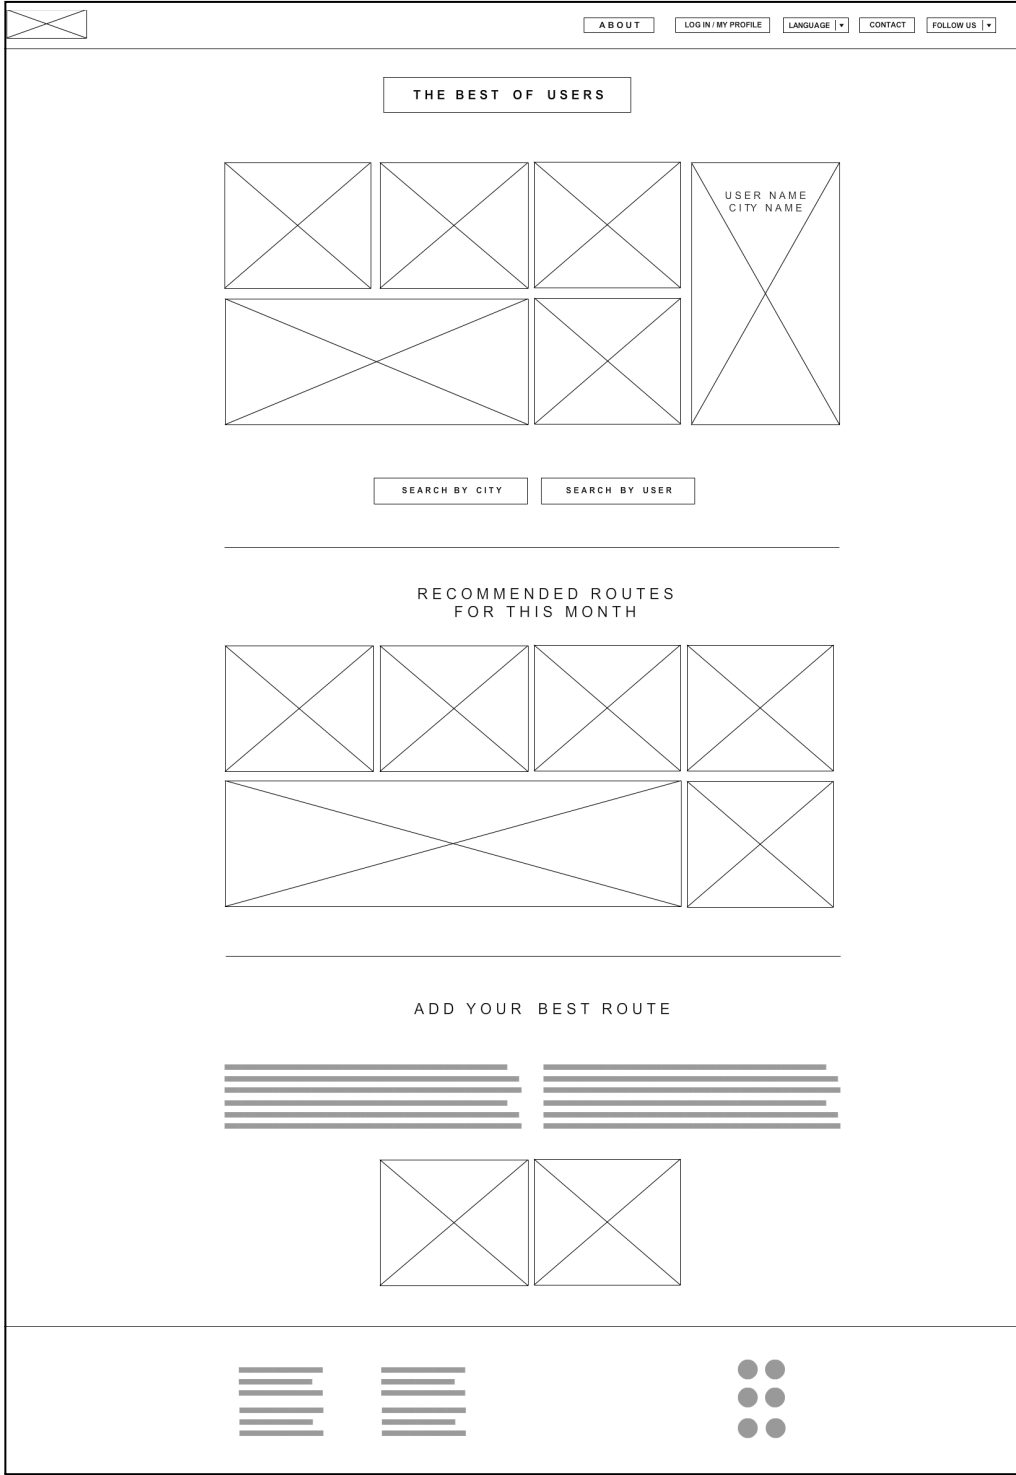 ABOUT
LOG IN / MY PROFILE
LANGUAGE
CONTACT
FOLLOW US
THE BEST OF USERS
USER NAME
CITY NAME
SEARCH BY CITY
SEARCH BY USER
RECOMMENDED ROUTES
FOR THIS MONTH
ADD YOUR BEST ROUTE